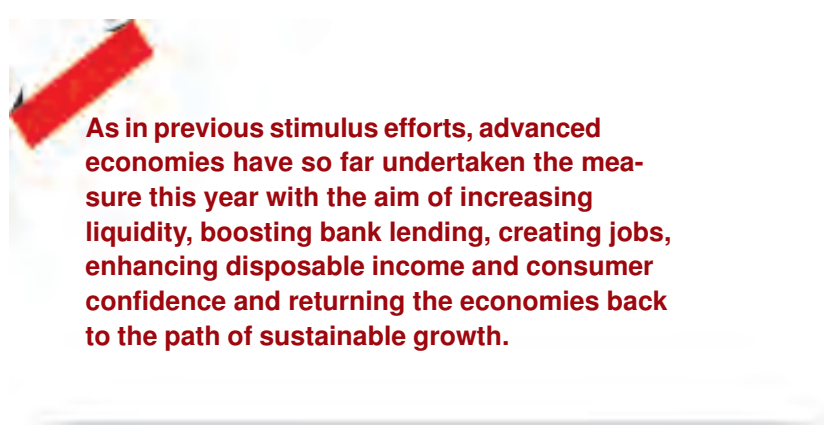 As in previous stimulus efforts, advanced
economies have so far undertaken the mea-
sure this year with the aim of increasing
liquidity, boosting bank lending, creating jobs,
enhancing disposable income and consumer
confidence and returning the economies back
to the path of sustainable growth.